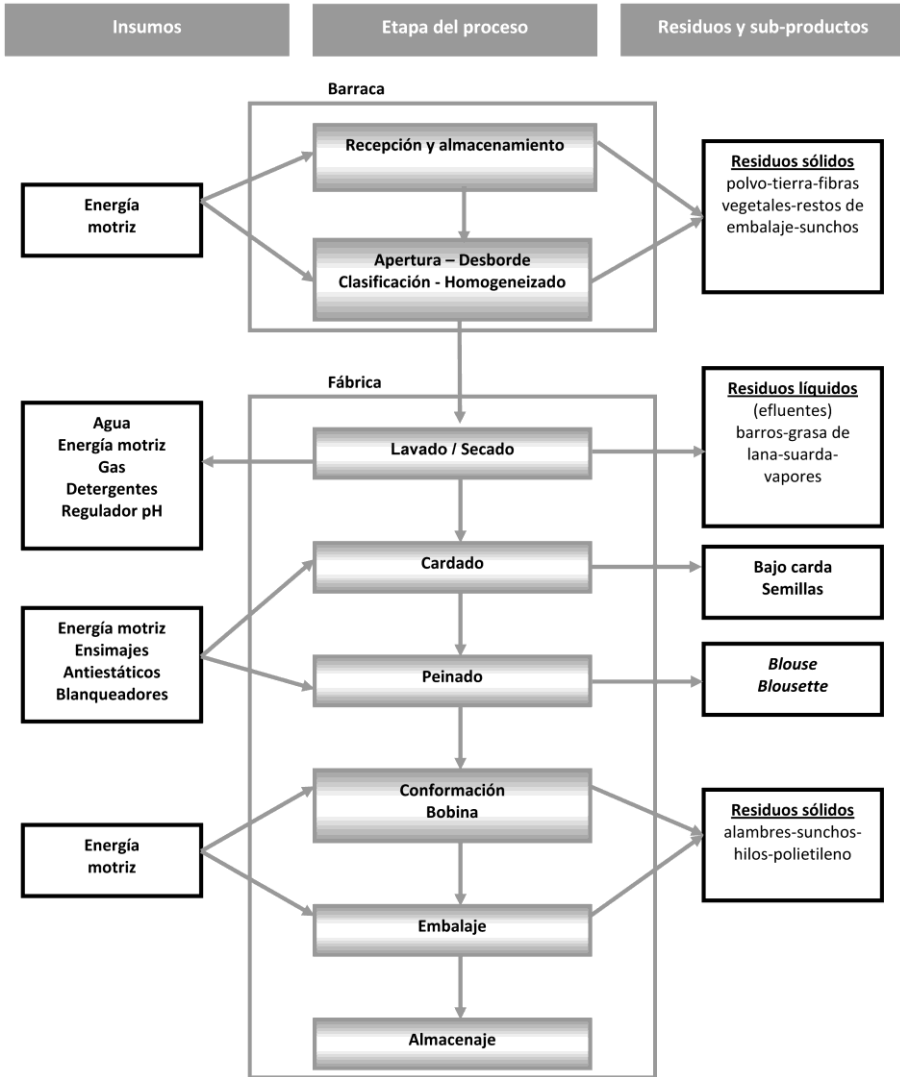 Insumos
Etapa del proceso
Residuos y sub-productos
Barraca
Recepción y almacenamiento
Energía
motriz
Apertura – Desborde
Clasificación - Homogeneizado
Residuos sólidos
polvo-tierra-fibras
vegetales-restos de
embalaje-sunchos
Fábrica
Agua
Energía motriz
Gas
Detergentes
Regulador pH
Lavado / Secado
Residuos líquidos
(efluentes)
barros-grasa de
lana-suarda-
vapores
Cardado
Bajo carda
Semillas
Energía motriz
Ensimajes
Antiestáticos
Blanqueadores
Peinado
Blouse
Blousette
Conformación
Bobina
Energía
motriz
Residuos sólidos
alambres-sunchos-
hilos-polietileno
Embalaje
Almacenaje